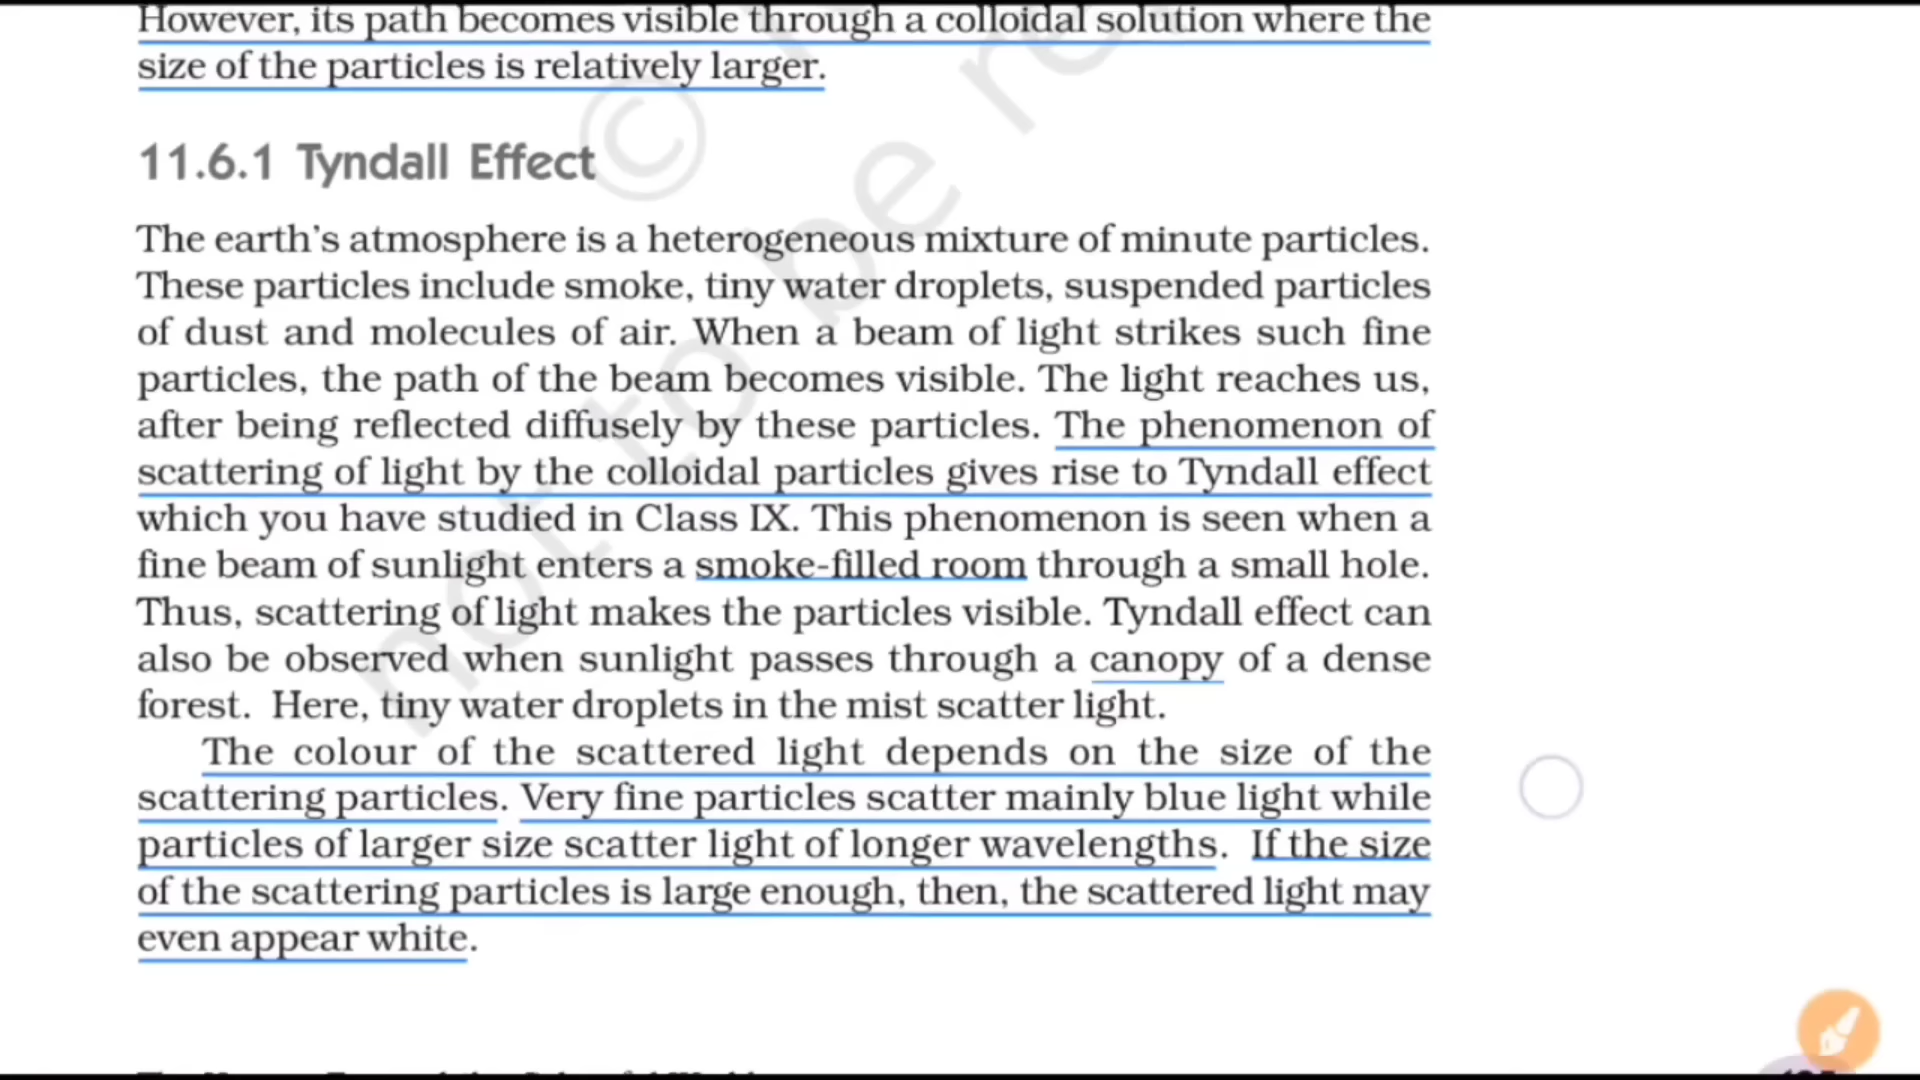 However, its path becomes visible through a colloidal solution where the
size of the particles is relatively larger.
11.6.1 Tyndall Effect
The earth's atmosphere is a heterogeneous mixture of minute particles.
These particles include smoke, tiny water droplets, suspended particles
of dust and molecules of air. When a beam of light strikes such fine
particles, the path of the beam becomes visible. The light reaches us,
after being reflected diffusely by these particles. The phenomenon of
scattering of light by the colloidal particles gives rise to Tyndall effect
which you have studied in Class IX. This phenomenon is seen when a
fine beam of sunlight enters a smoke-filled room through a small hole.
Thus, scattering of light makes the particles visible. Tyndall effect can
also be observed when sunlight passes through a canopy of a dense
forest. Here, tiny water droplets in the mist scatter light.
The colour of the scattered light depends on the size of the
scattering particles. Very fine particles scatter mainly blue light while
particles of larger size scatter light of longer wavelengths. If the size
of the scattering particles is large enough, then, the scattered light may
even appear white.
©
not to be re